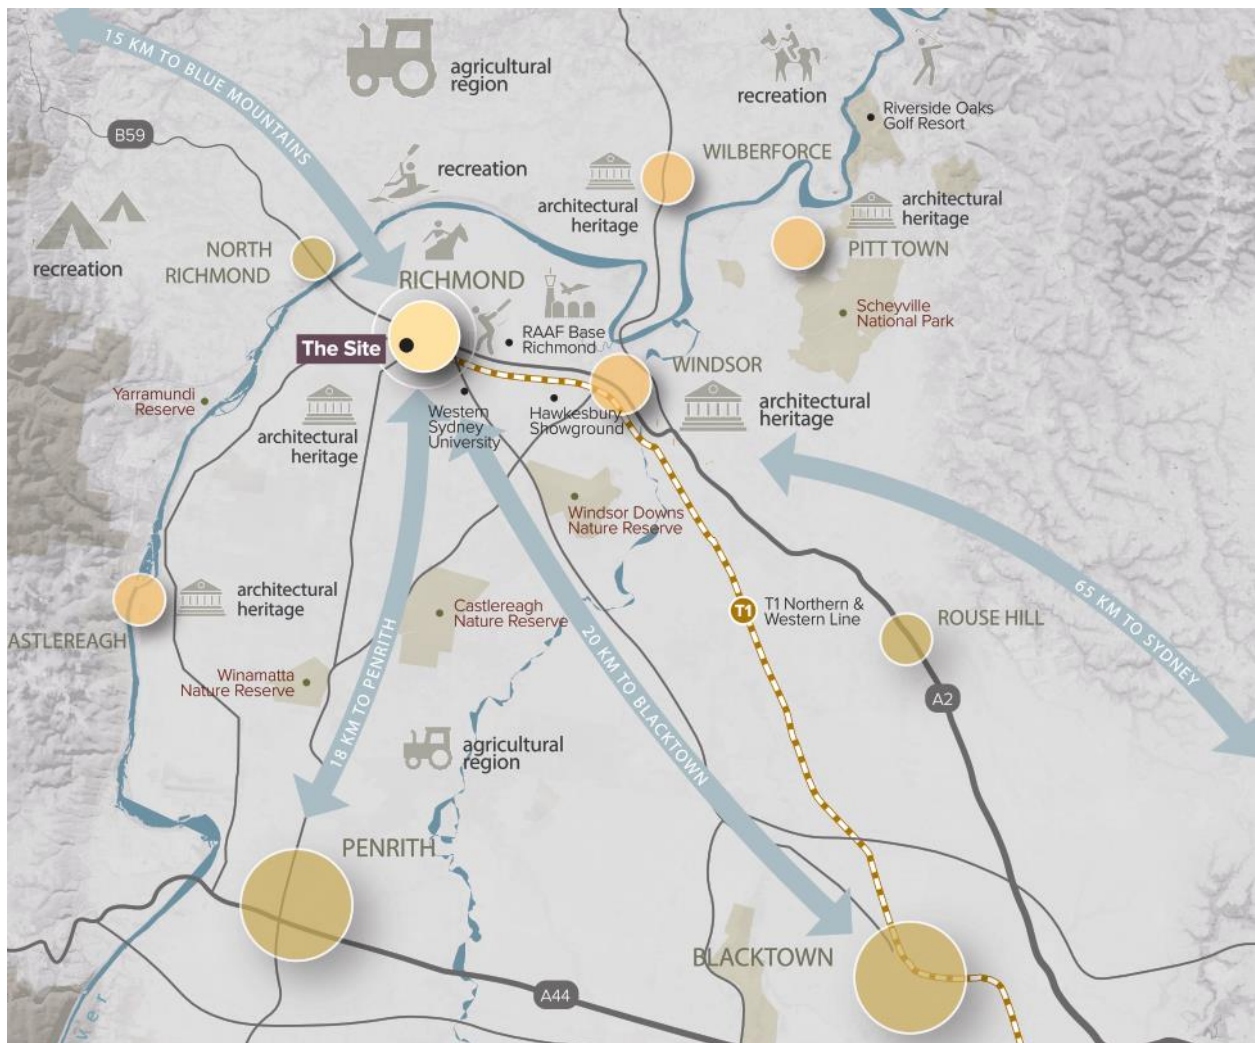 15 KM TO BLUE MOUNTAINS
agricultural
region
recreation
Riverside Oaks
Golf Resort
B59
WILBERFORCE
recreation
architectural
heritage
architectural
heritage
PITT TOWN
NORTH
RICHMOND
recreation
RICHMOND
Scheyville
National Park
RAAF Base
Richmond
The Site
WINDSOR
Yarramundi
Reserve
architectural
heritage
Western
Sydney
University
Hawkesbury
Showground
architectural
heritage
Windsor Downs
Nature Reserve
architectural
heritage
Castlereagh
Nature Reserve
T1
T1 Northern &
Western Line
ROUSE HILL
65 KM TO SYDNEY
ASTLEREAGH
Winamatta
Nature Reserve
18 KM TO PENRITH
20 KM TO BLACKTOWN
A2
agricultural
region
PENRITH
BLACKTOWN
A44